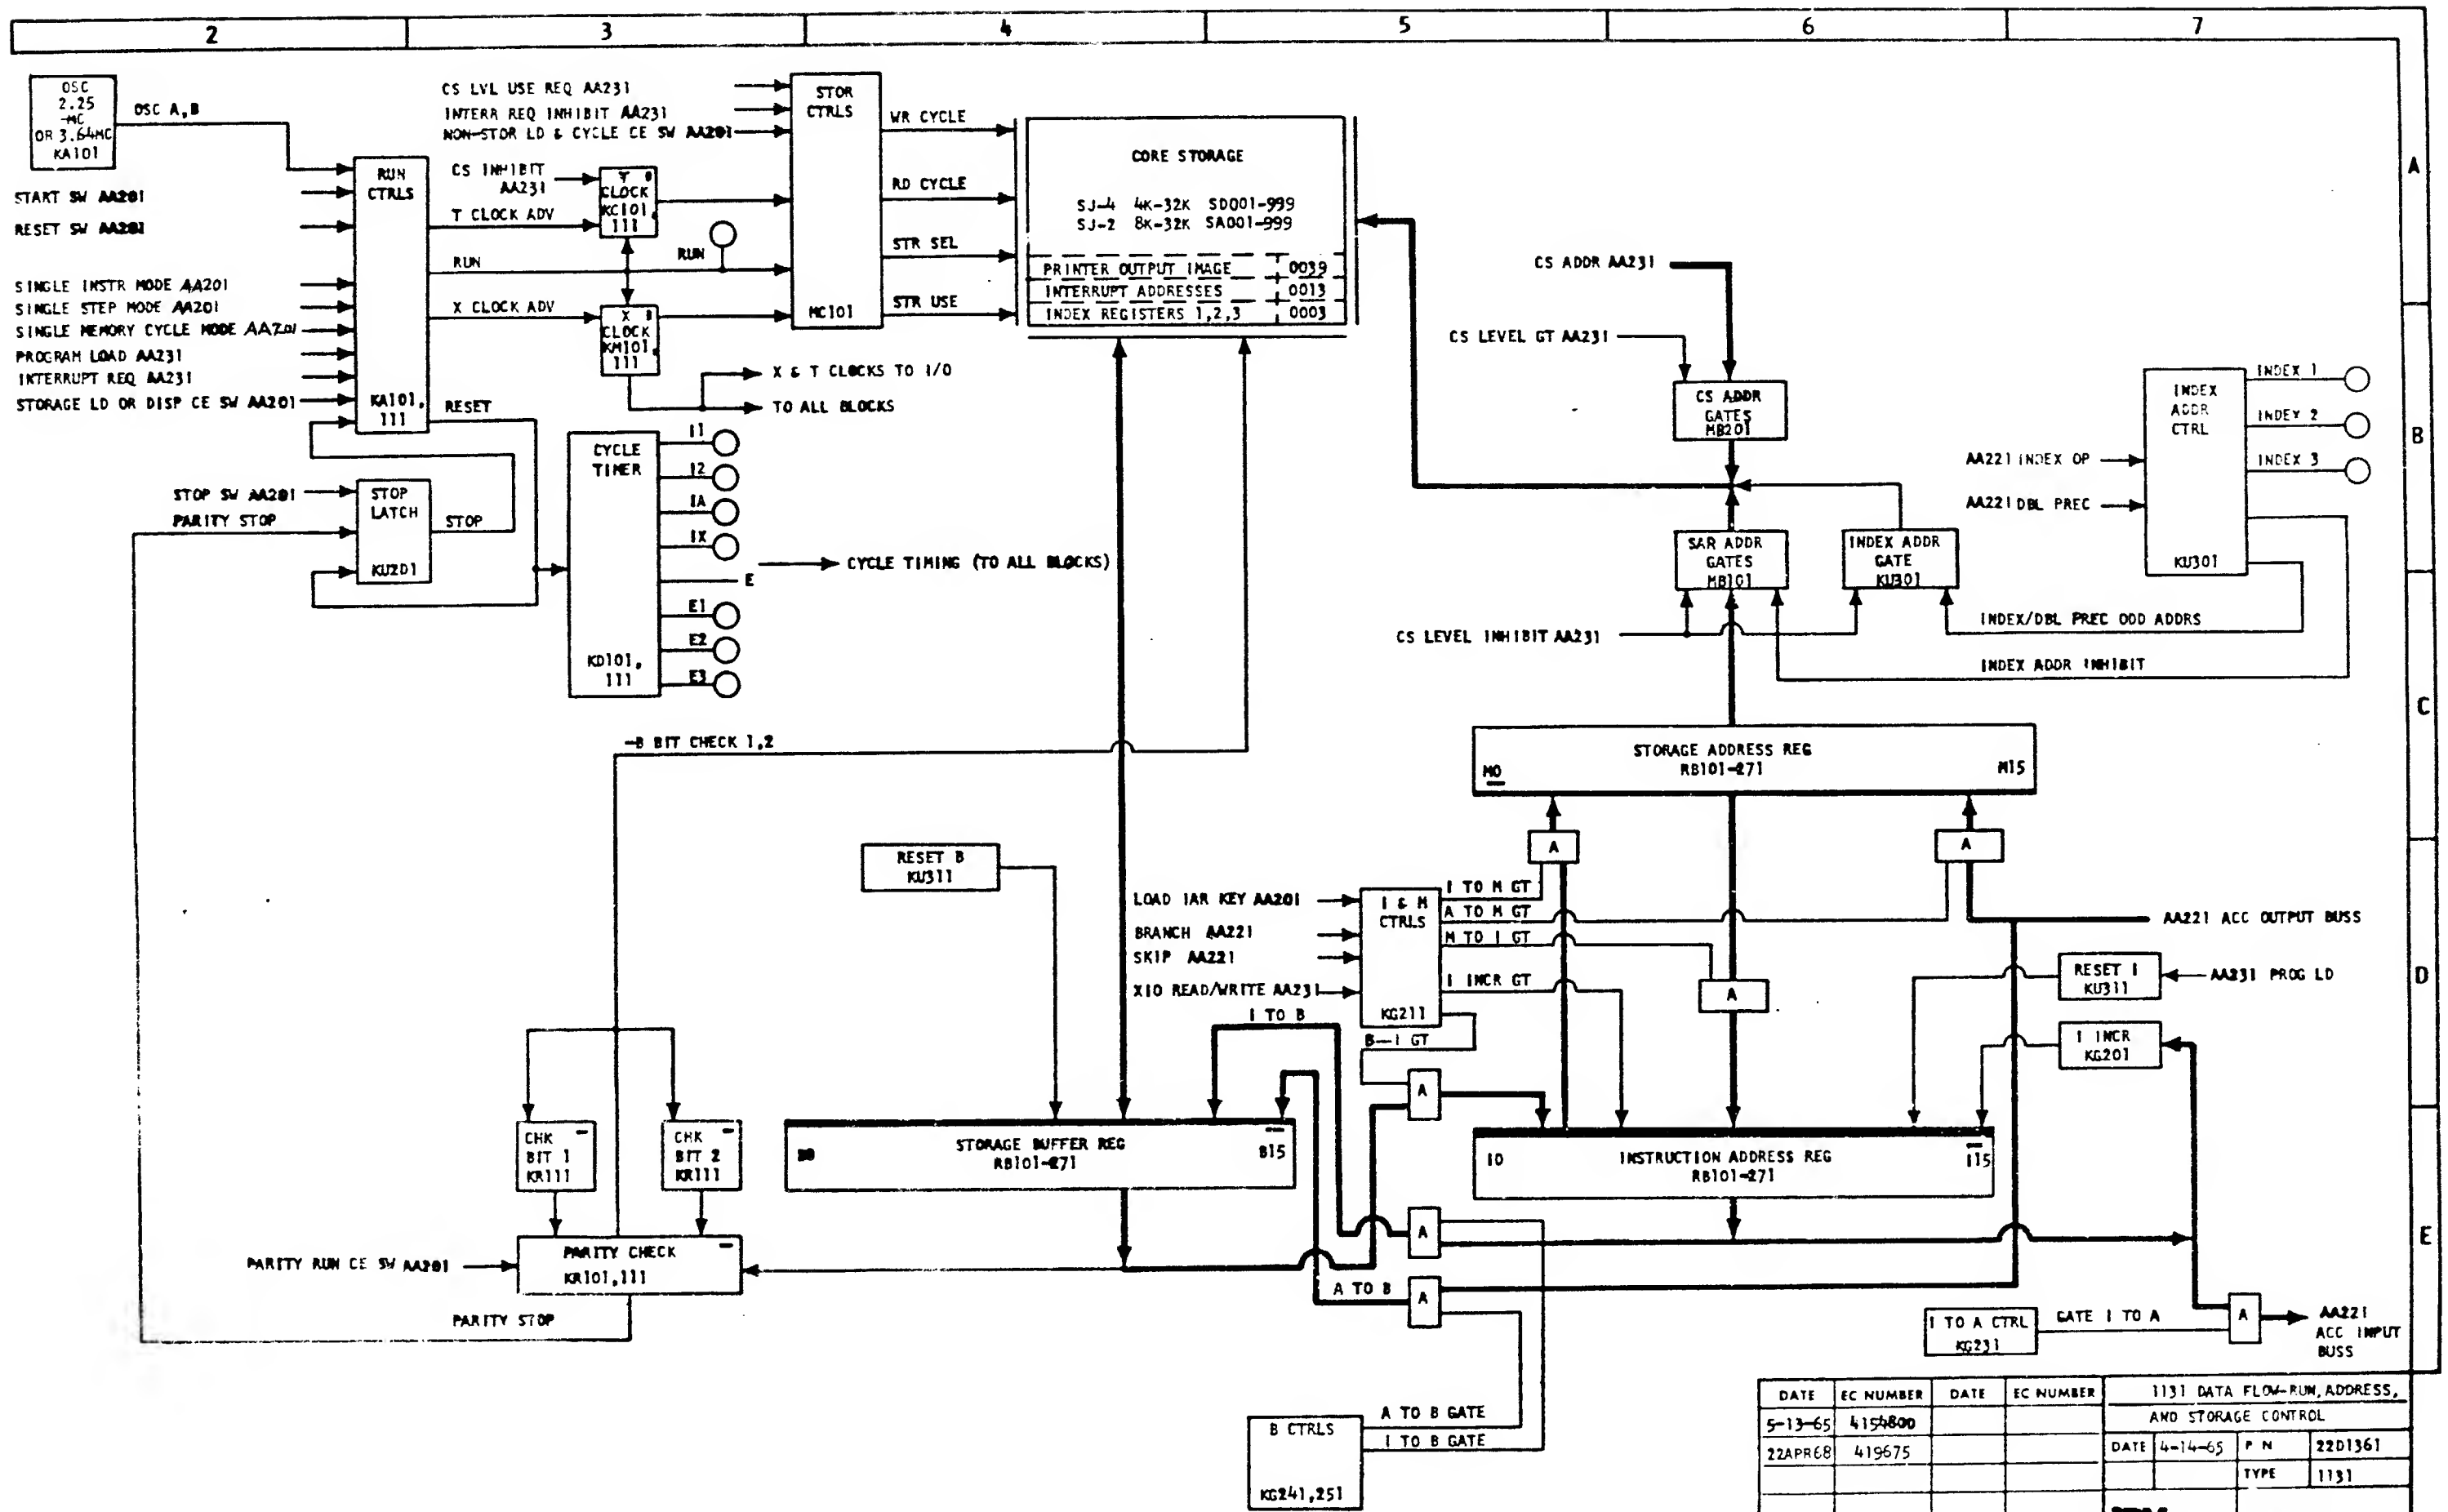 2 3 4 5 6 7
A
B
C
D
E
OSC
2.25
-MC
OR 3.64MC
KA101
OSC A,B
START SW AA201
RESET SW AA201
SINGLE INSTR MODE AA201
SINGLE STEP MODE AA201
SINGLE MEMORY CYCLE MODE AA201
PROGRAM LOAD AA231
INTERRUPT REQ AA231
STORAGE LD OR DISP CE SW AA201
RUN
CTRLS
KA101,
111
T CLOCK ADV
RUN
X CLOCK ADV
RESET
CS LVL USE REQ AA231
INTERR REQ INHIBIT AA231
NON-STOR LD & CYCLE CE SW AA201
CS INHIBIT
AA231
T
CLOCK
KC101,
111
RUN
X
CLOCK
KM101,
111
X & T CLOCKS TO I/O
TO ALL BLOCKS
STOR
CTRLS
MC101
WR CYCLE
RD CYCLE
STR SEL
STR USE
CORE STORAGE
SJ-4 4K-32K SD001-999
SJ-2 8K-32K SA001-999
PRINTER OUTPUT IMAGE 0039
INTERRUPT ADDRESSES 0013
INDEX REGISTERS 1,2,3 0003
STOP SW AA201
PARITY STOP
STOP
LATCH
KU201
STOP
CYCLE
TIMER
KD101,
111
I1
I2
IA
IX
E
E1
E2
E3
CYCLE TIMING (TO ALL BLOCKS)
CS ADDR AA231
CS LEVEL GT AA231
CS ADDR
GATES
MB201
SAR ADDR
GATES
MB101
INDEX ADDR
GATE
KU301
CS LEVEL INHIBIT AA231
AA221 INDEX OP
AA221 DBL PREC
INDEX
ADDR
CTRL
KU301
INDEX 1
INDEX 2
INDEX 3
INDEX/DBL PREC ODD ADDRS
INDEX ADDR INHIBIT
-B BIT CHECK 1,2
STORAGE ADDRESS REG
RB101-271
M0 M15
A
A
RESET B
KU311
LOAD IAR KEY AA201
BRANCH AA221
SKIP AA221
XIO READ/WRITE AA231
I & M
CTRLS
KG211
I TO M GT
A TO M GT
M TO I GT
I INCR GT
B—I GT
I TO B
A
A
AA221 ACC OUTPUT BUSS
RESET I
KU311
AA231 PROG LD
I INCR
KG201
CHK
BIT 1
KR111
CHK
BIT 2
KR111
STORAGE BUFFER REG
RB101-271
B0 B15
INSTRUCTION ADDRESS REG
RB101-271
I0 I15
PARITY RUN CE SW AA201
PARITY CHECK
KR101,111
PARITY STOP
A
A TO B
A
I TO A CTRL
KG231
GATE I TO A
A
AA221
ACC INPUT
BUSS
B CTRLS
KG241,251
A TO B GATE
I TO B GATE
DATE EC NUMBER DATE EC NUMBER
5-13-65 4154800
22APR68 419675
1131 DATA FLOW-RUN, ADDRESS,
AND STORAGE CONTROL
DATE 4-14-65 P N 2201361
TYPE 1131